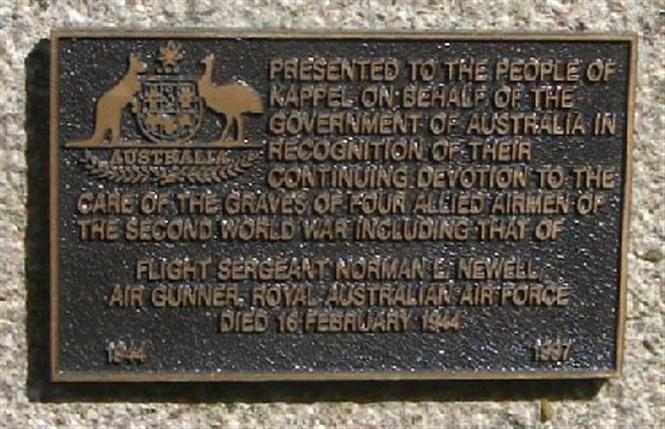 PRESENTED TO THE PEOPLE OF
KAPPEL ON BEHALF OF THE
GOVERNMENT OF AUSTRALIA IN
RECOGNITION OF THEIR
CONTINUING DEVOTION TO THE
CARE OF THE GRAVES OF FOUR ALLIED AIRMEN OF
THE SECOND WORLD WAR INCLUDING THAT OF
AUSTRALIA
FLIGHT SERGEANT NORMAN L. NEWELL
AIR GUNNER, ROYAL AUSTRALIAN AIR FORCE
DIED 16 FEBRUARY 1944
1944 1997